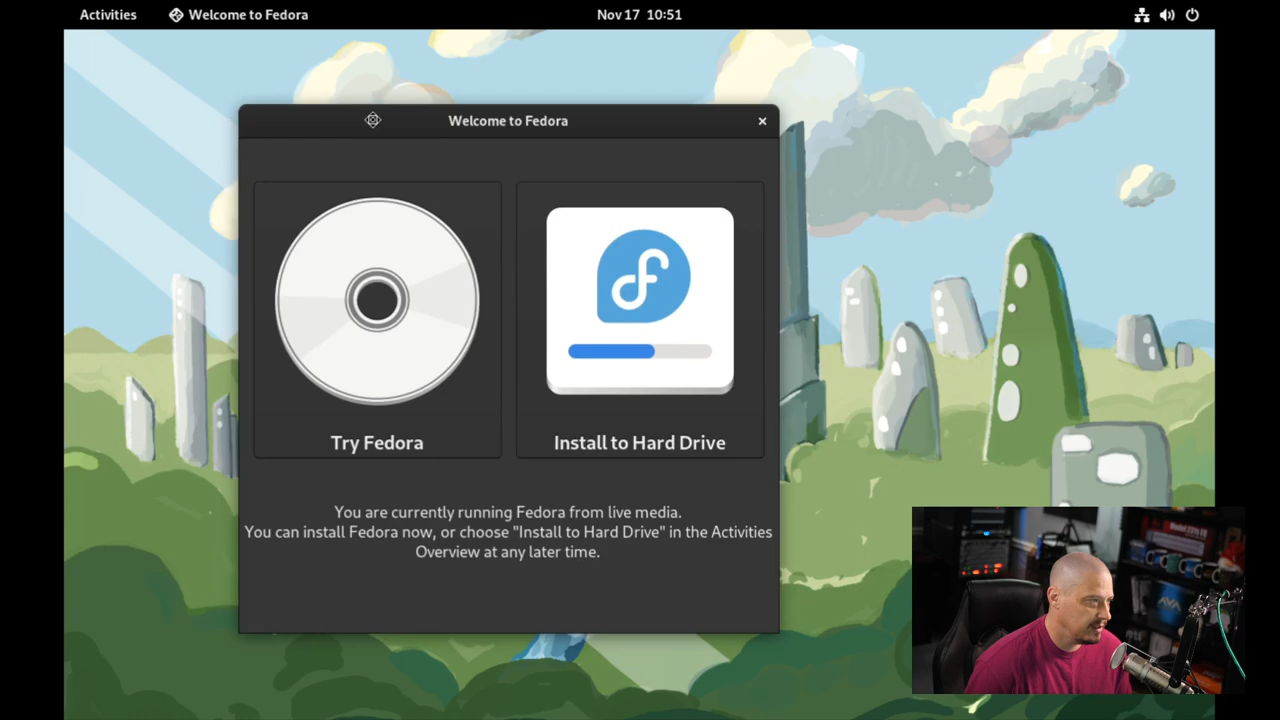 Activities
Welcome to Fedora
Nov 17 10:51
Welcome to Fedora
Try Fedora
Install to Hard Drive
You are currently running Fedora from live media.
You can install Fedora now, or choose "Install to Hard Drive" in the Activities
Overview at any later time.